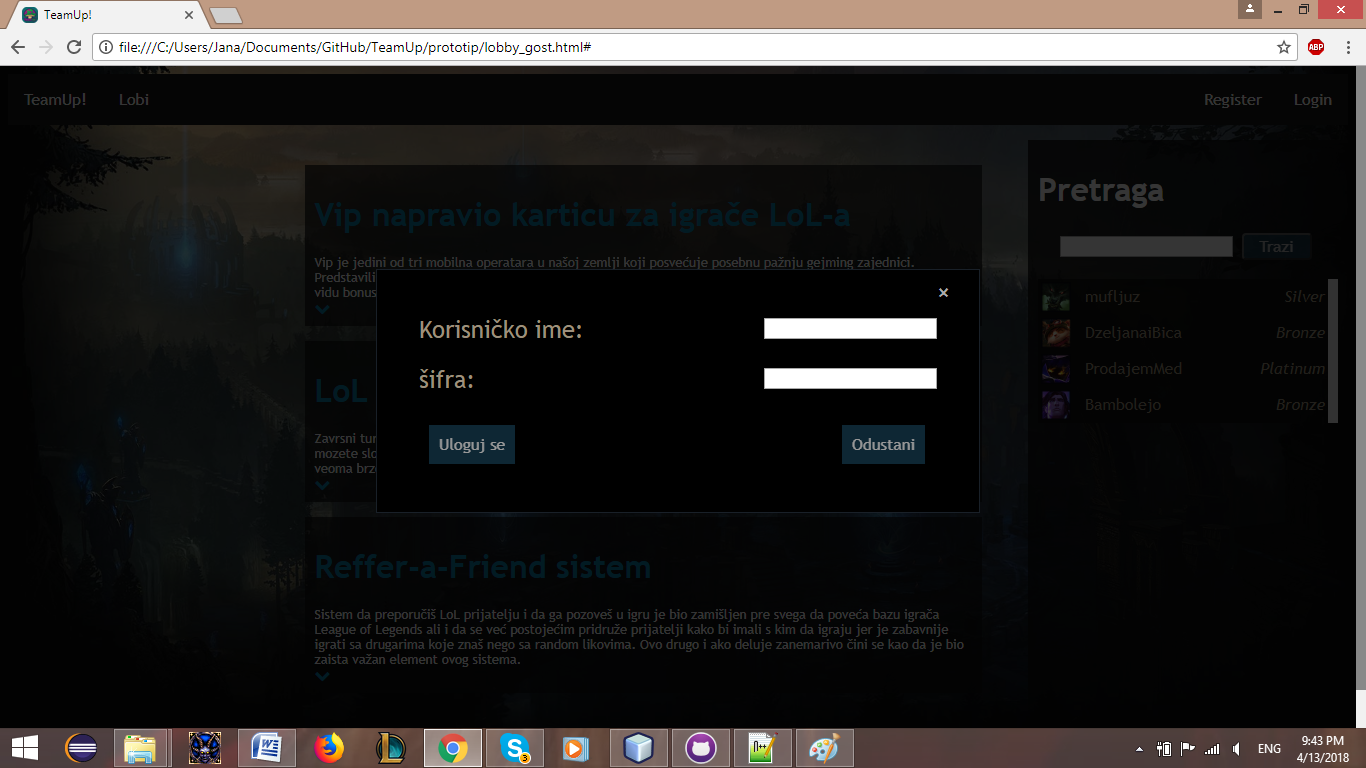 TeamUp!
file:///C:/Users/Jana/Documents/GitHub/TeamUp/prototip/lobby_gost.html#
ABP
TeamUp! Lobi Register Login
Vip napravio karticu za igrače LoL-a
Vip je jedini od tri mobilna operatara u našoj zemlji koji posvećuje posebnu pažnju gejming zajednici.
Predstavili
vidu bonus
×
Korisničko ime:
šifra:
Uloguj se Odustani
LoL
Zavrsni tur
mozete slo
veoma brz
Reffer-a-Friend sistem
Sistem da preporučiš LoL prijatelju i da ga pozoveš u igru je bio zamišljen pre svega da poveća bazu igrača
League of Legends ali i da se već postojećim pridruže prijatelji kako bi imali s kim da igraju jer je zabavnije
igrati sa drugarima koje znaš nego sa random likovima. Ovo drugo i ako deluje zanemarivo čini se kao da je bio
zaista važan element ovog sistema.
Pretraga
Trazi
mufljuz Silver
DzeljanaiBica Bronze
ProdajemMed Platinum
Bambolejo Bronze
3
ENG
9:43 PM
4/13/2018